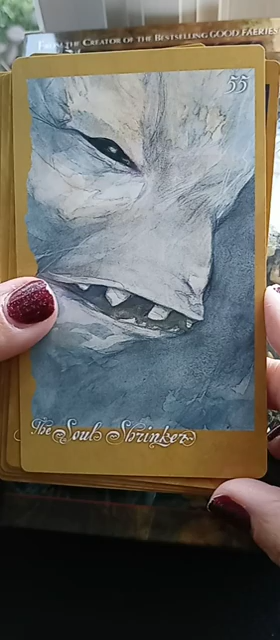 FROM THE CREATOR OF THE BESTSELLING GOOD FAERIES
55
The Soul Shrinker